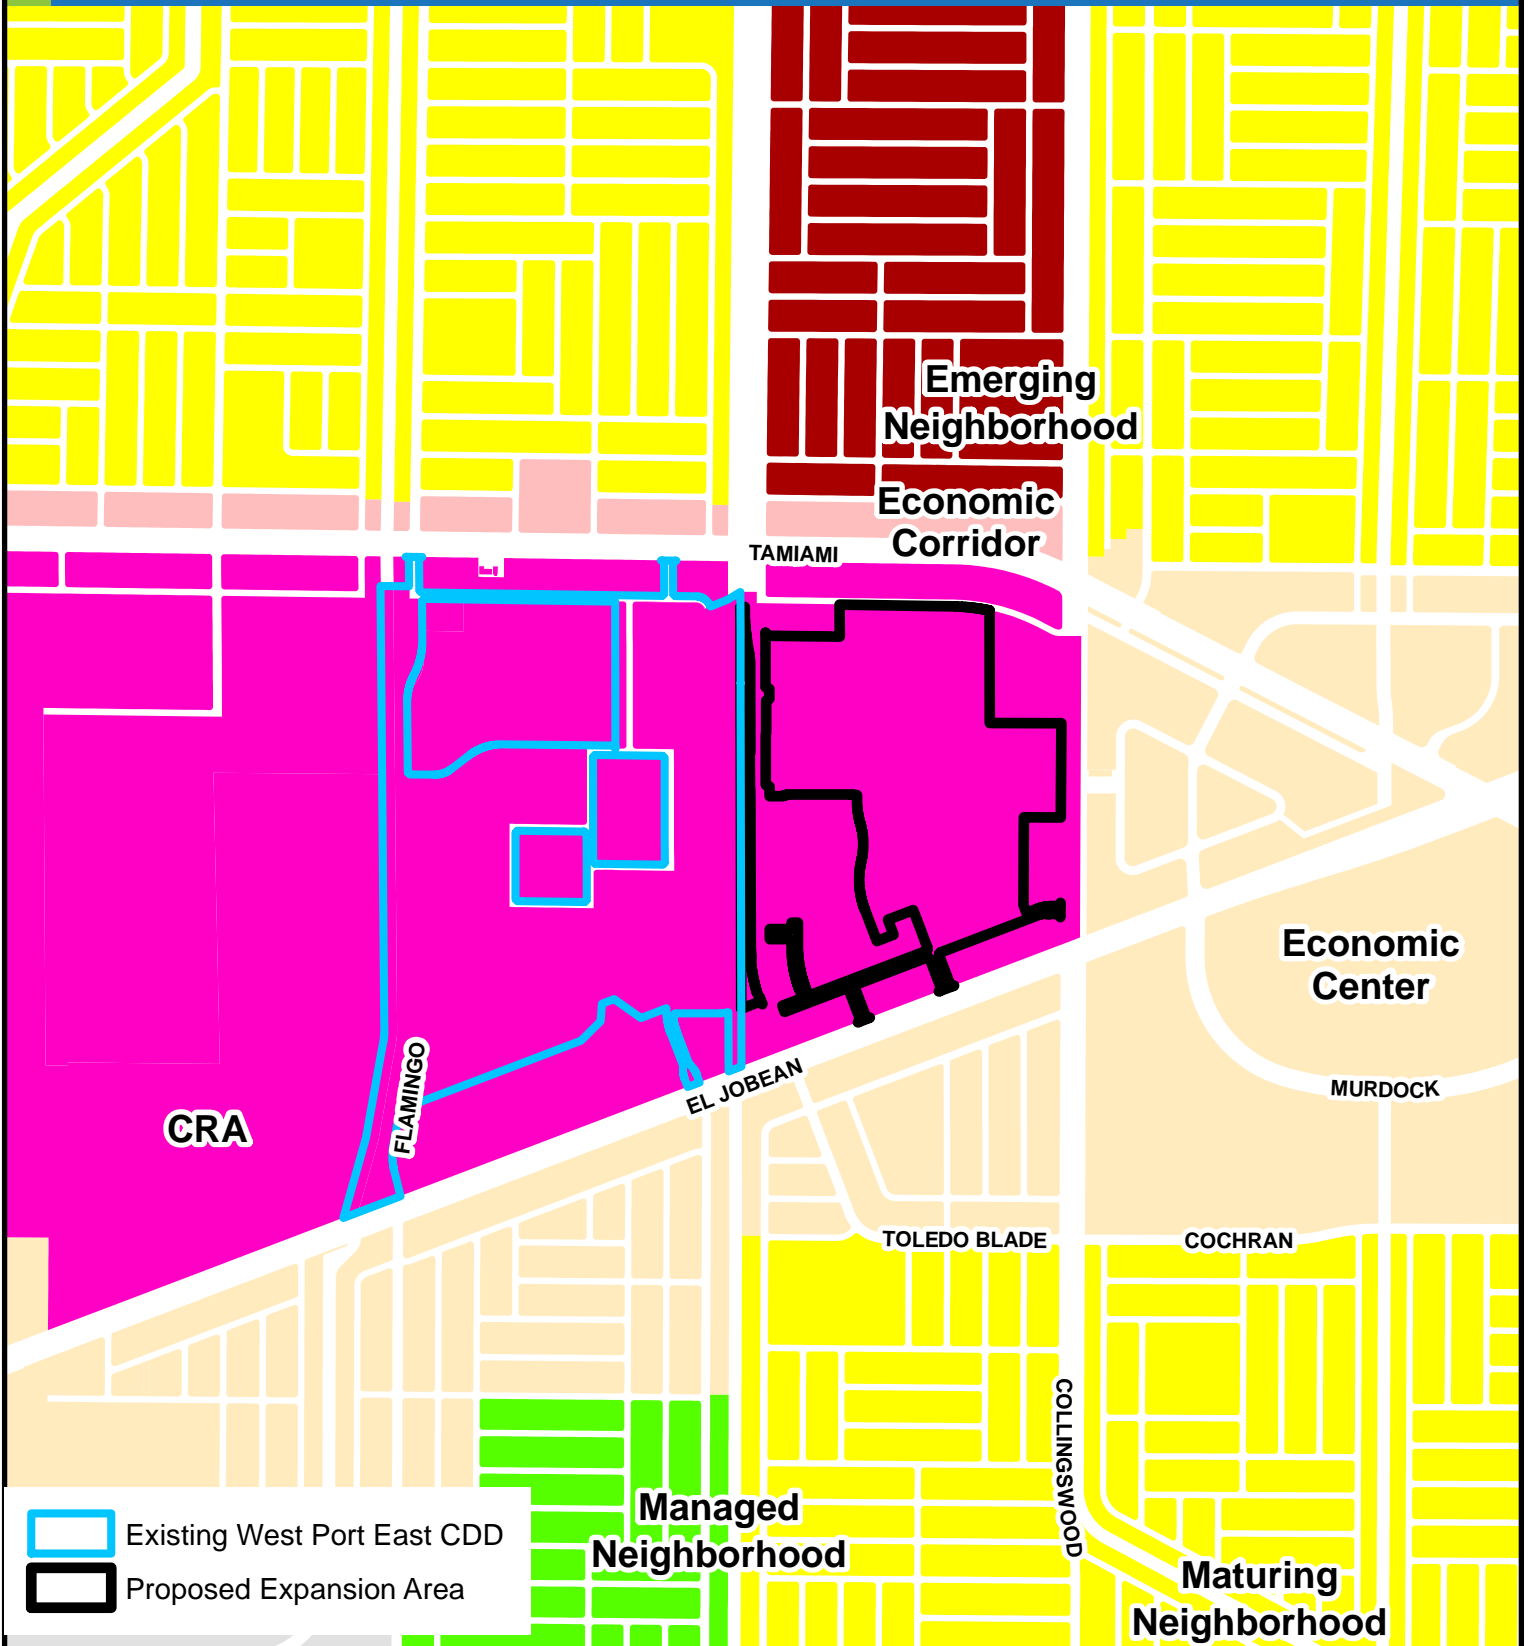 Emerging
Neighborhood
Economic
Corridor
TAMIAMI
Economic
Center
EL JOBEAN
MURDOCK
FLAMINGO
CRA
TOLEDO BLADE
COCHRAN
COLLINGSWOOD
Managed
Neighborhood
Maturing
Neighborhood
Existing West Port East CDD
Proposed Expansion Area